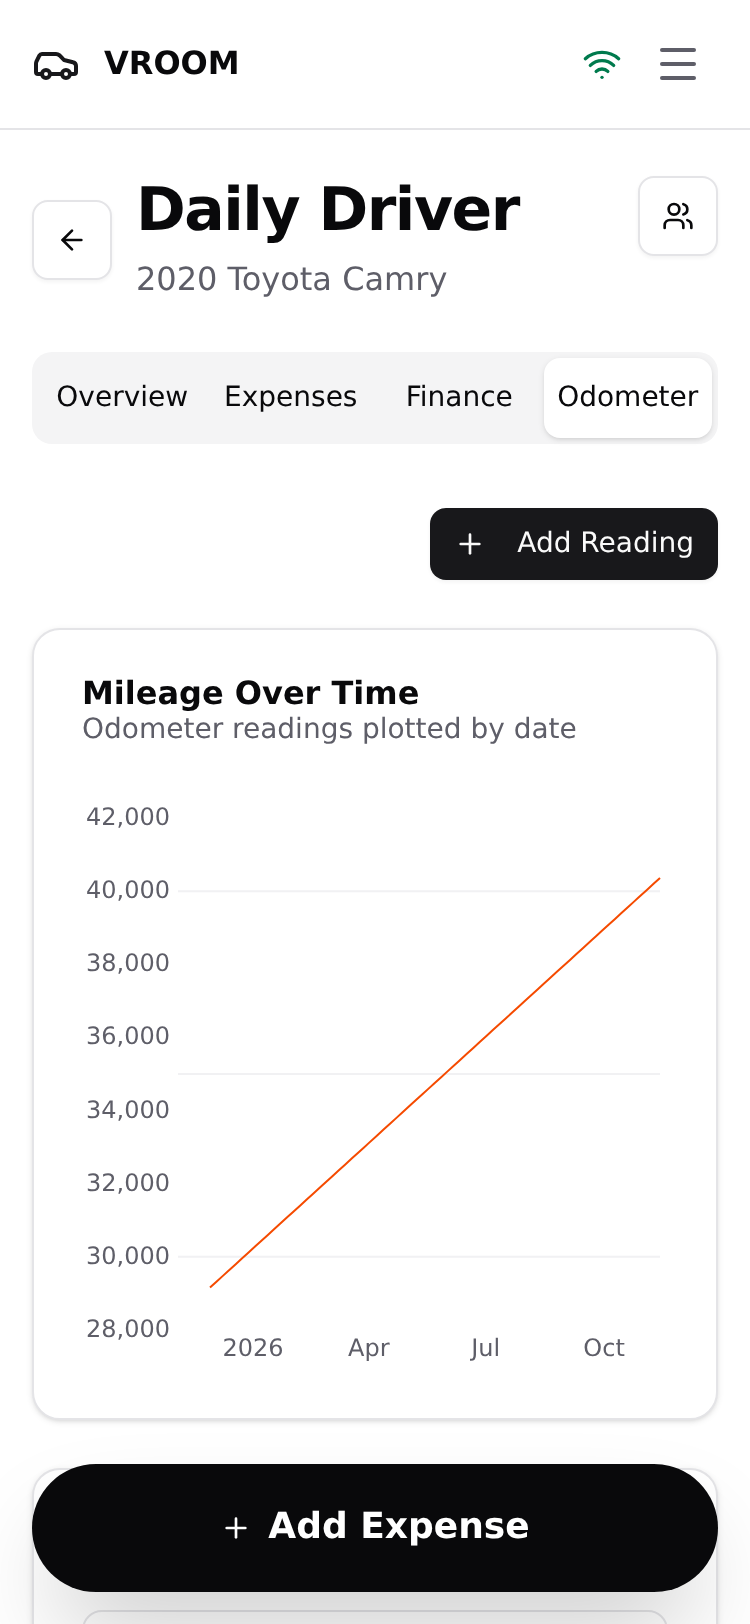 VROOM
Daily Driver
2020 Toyota Camry
Overview Expenses Finance Odometer
Add Reading
Mileage Over Time
Odometer readings plotted by date
42,000
40,000
38,000
36,000
34,000
32,000
30,000
28,000
2026 Apr Jul Oct
Add Expense